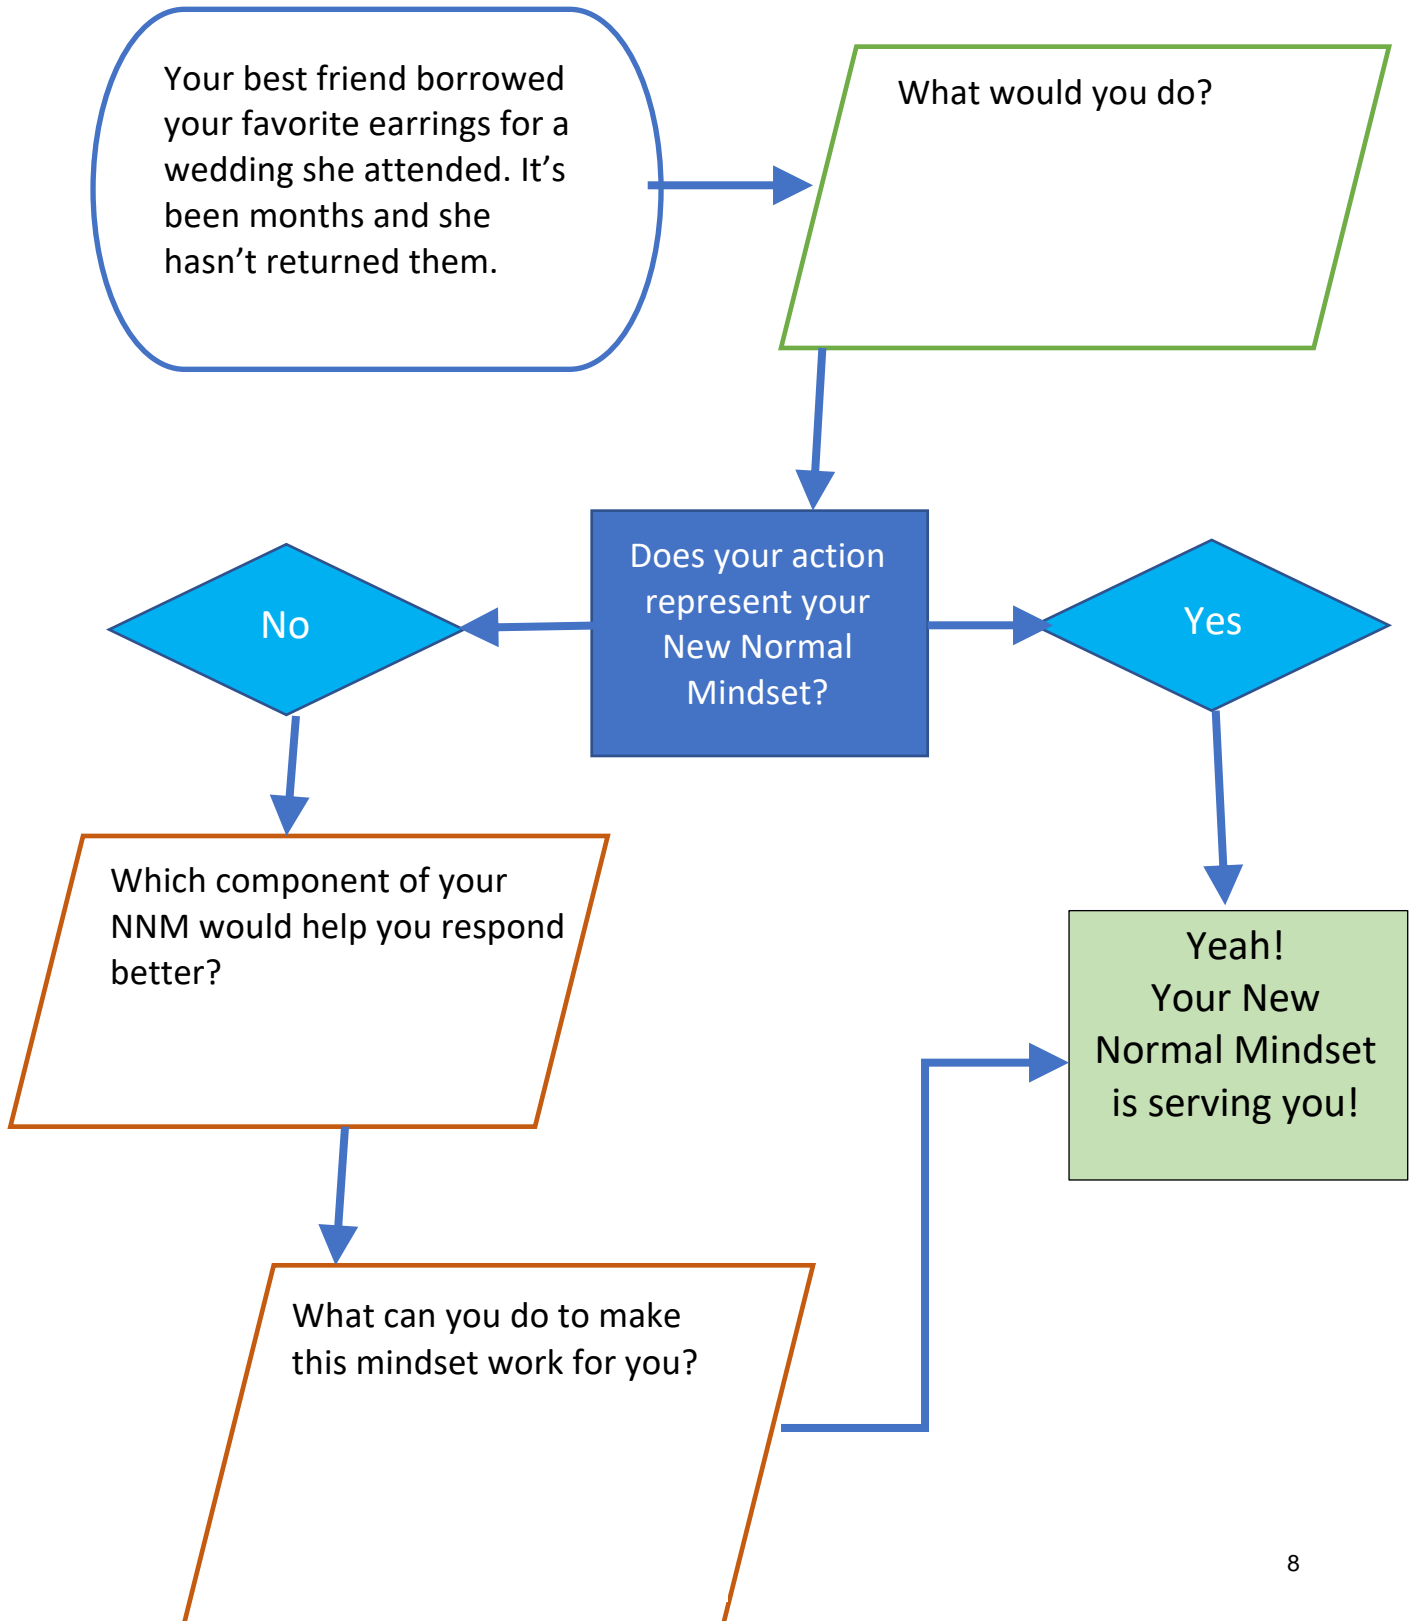 Your best friend borrowed
your favorite earrings for a
wedding she attended. It’s
been months and she
hasn’t returned them.
What would you do?
Does your action
represent your
New Normal
Mindset?
No
Yes
Which component of your
NNM would help you respond
better?
Yeah!
Your New
Normal Mindset
is serving you!
What can you do to make
this mindset work for you?
8